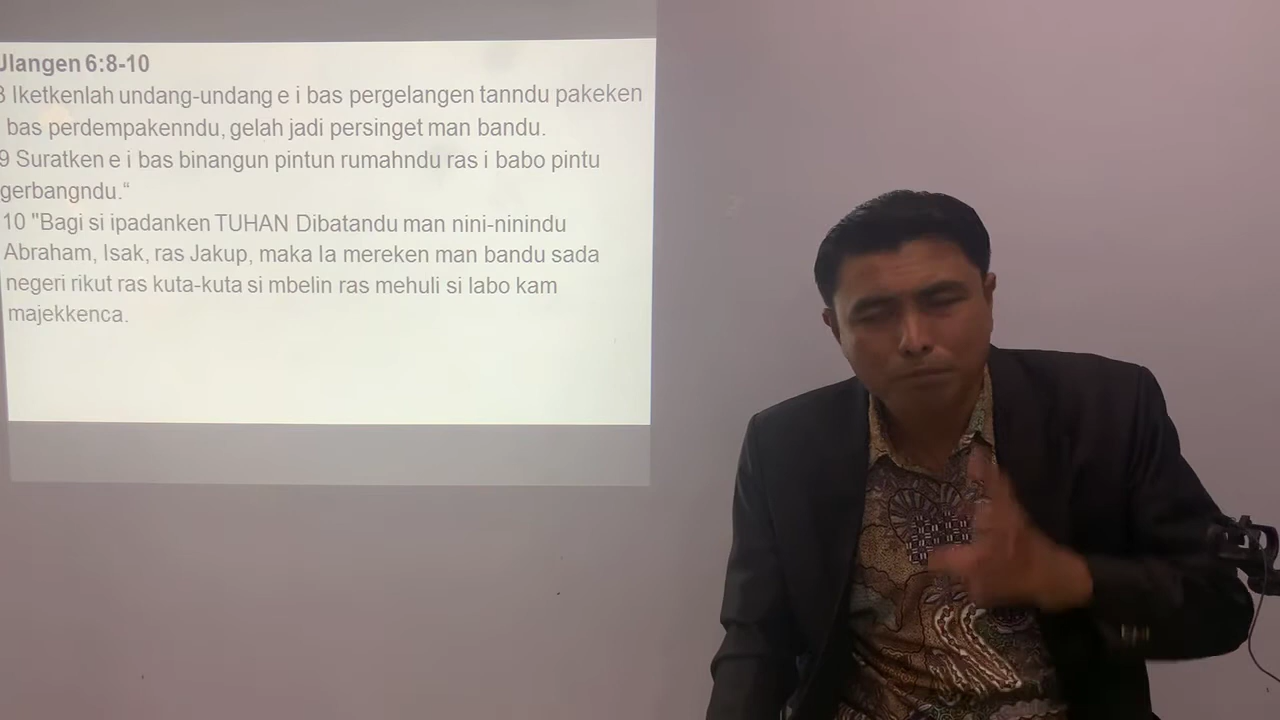 Ulangen 6:8-10
8 Iketkenlah undang-undang e i bas pergelangen tanndu pakeken
bas perdempakenndu, gelah jadi persinget man bandu.
9 Suratken e i bas binangun pintun rumahndu ras i babo pintu
gerbangndu.“
10 "Bagi si ipadanken TUHAN Dibatandu man nini-ninindu
Abraham, Isak, ras Jakup, maka Ia mereken man bandu sada
negeri rikut ras kuta-kuta si mbelin ras mehuli si labo kam
majekkenca.